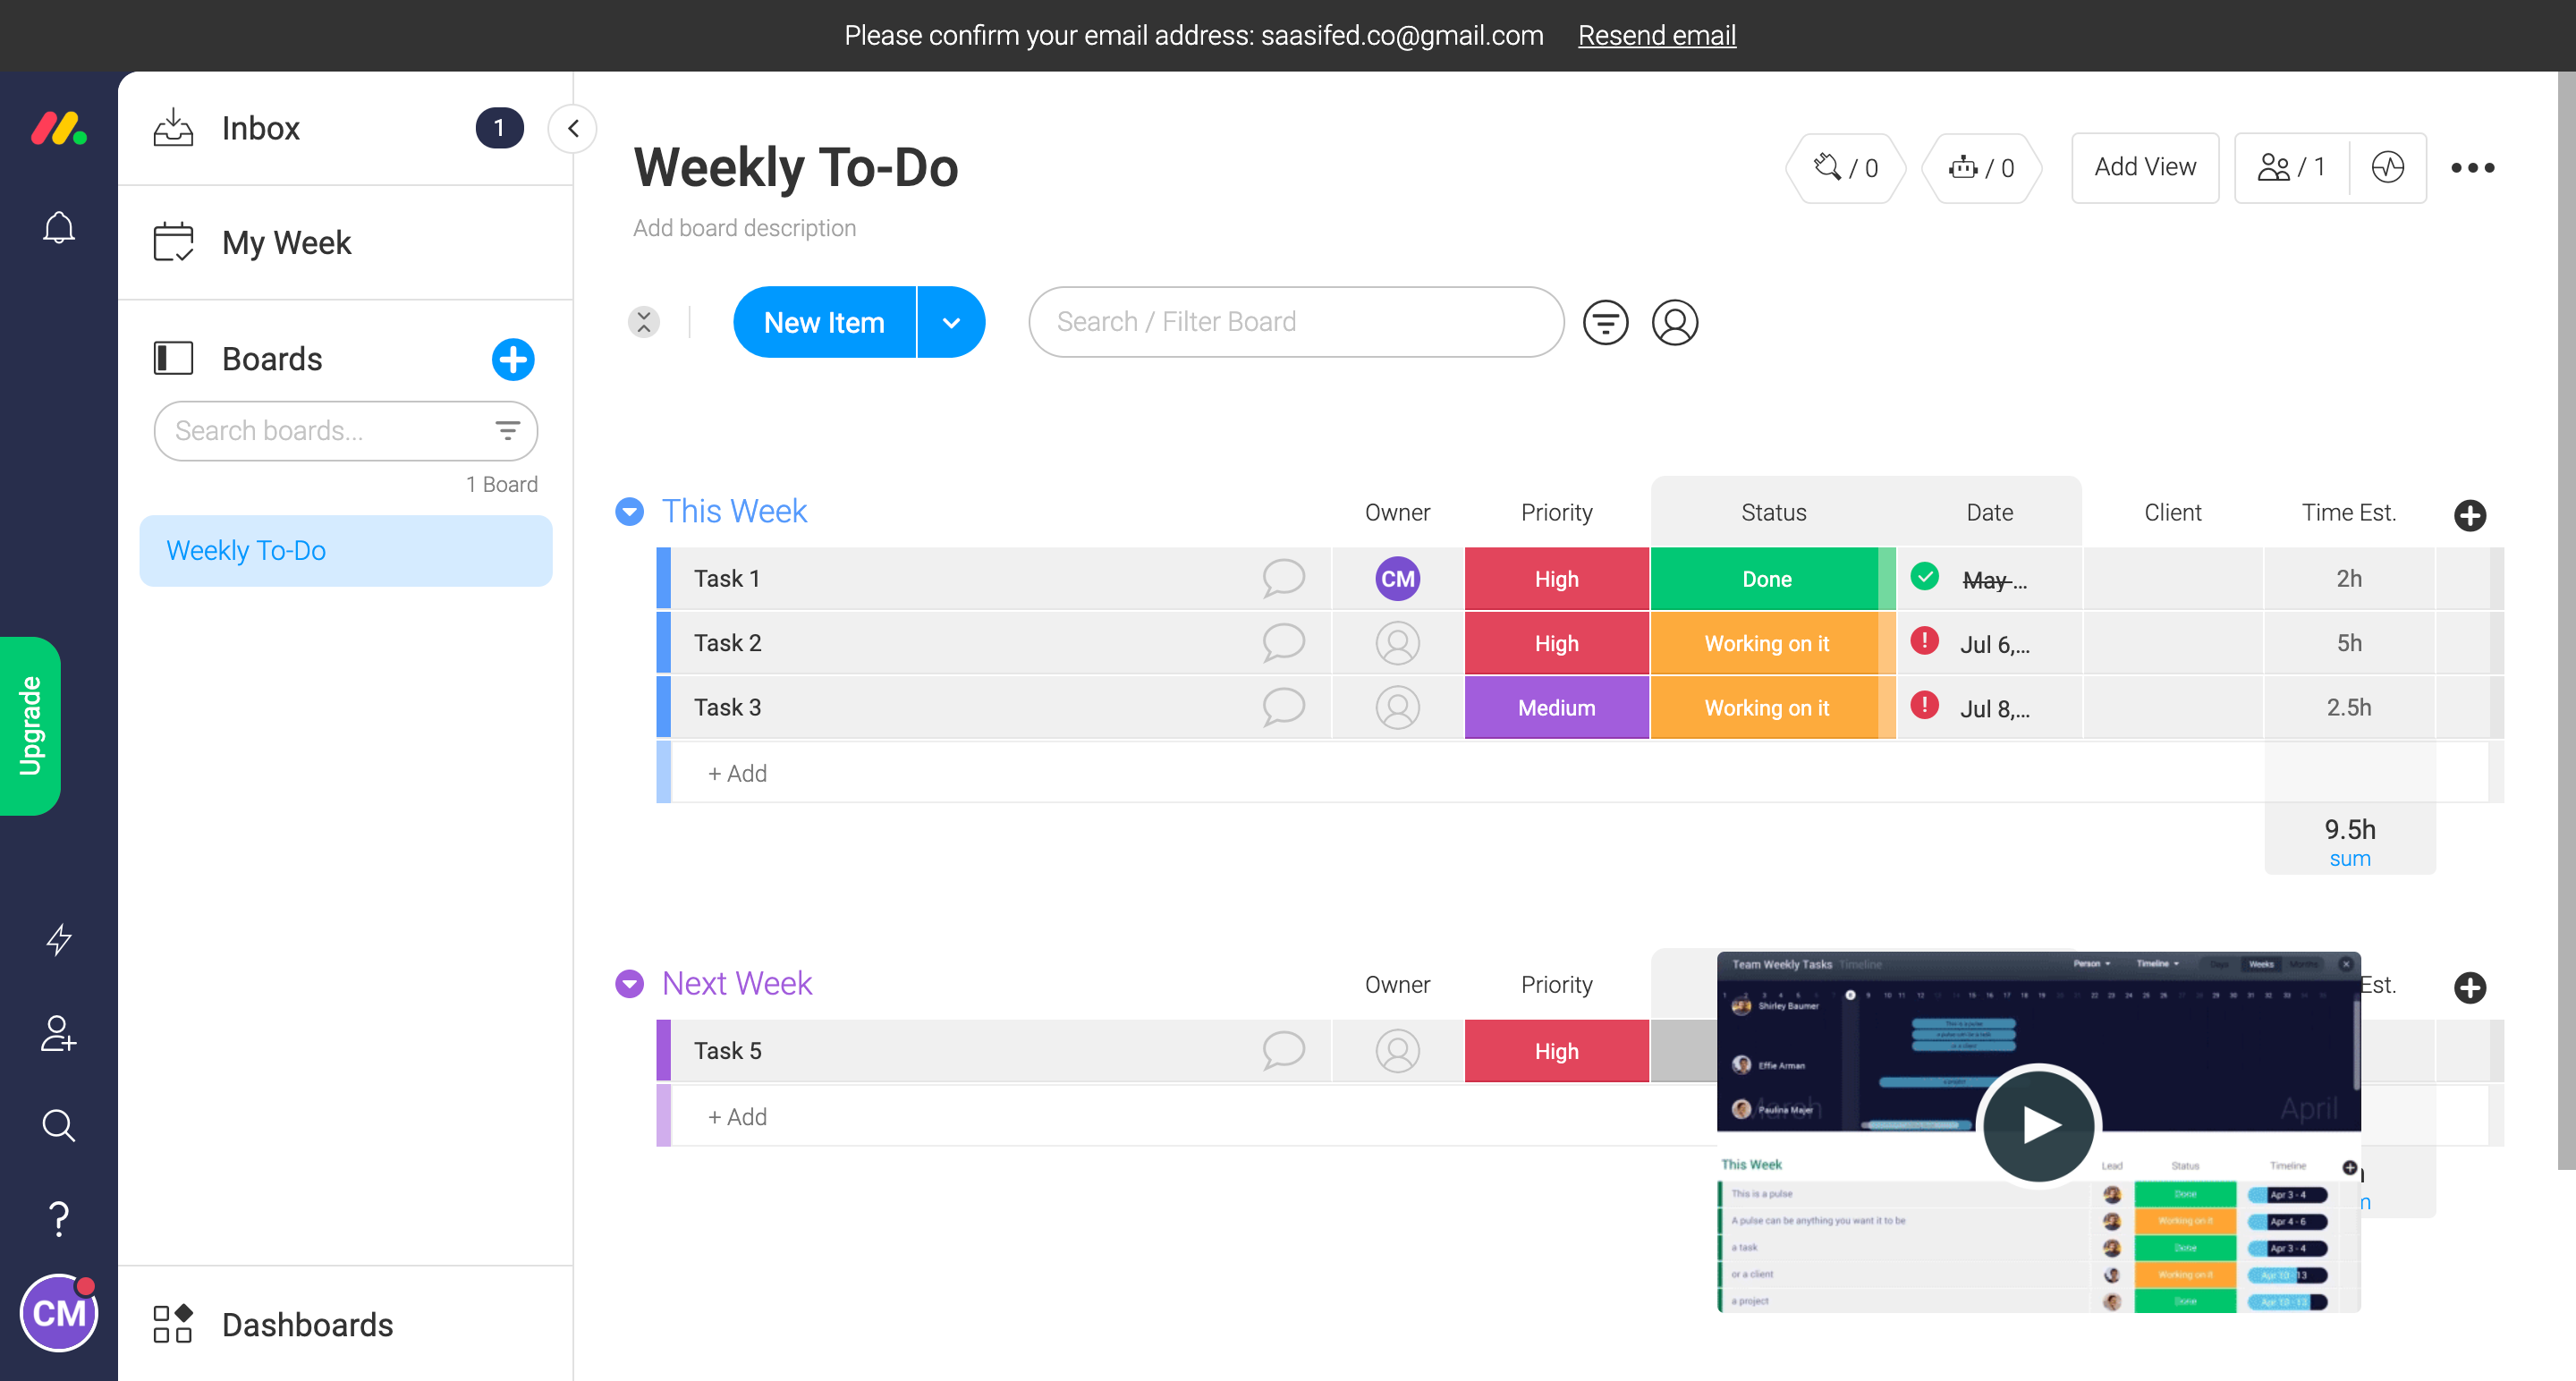 Please confirm your email address: saasifed.co@gmail.com Resend email
Inbox 1
My Week
Boards
Search boards...
1 Board
Weekly To-Do
Upgrade
CM
Dashboards
Weekly To-Do
/ 0 / 0 Add View / 1
Add board description
New Item Search / Filter Board
This Week Owner Priority Status Date Client Time Est.
Task 1 CM High Done May ... 2h
Task 2 High Working on it Jul 6,... 5h
Task 3 Medium Working on it Jul 8,... 2.5h
+ Add
9.5h
sum
Next Week Owner Priority Est.
Task 5 High
+ Add
Team Weekly Tasks Timeline Person Timeline Days Weeks Months
Shirley Baumer
This is a pulse
Effie Arman
a project
Paulina Majer
March April
This Week Lead Status Timeline
This is a pulse Done Apr 3 - 4
A pulse can be anything you want it to be Working on it Apr 4 - 6
a task Done Apr 3 - 4
or a client Working on it Apr 10 - 13
a project Done